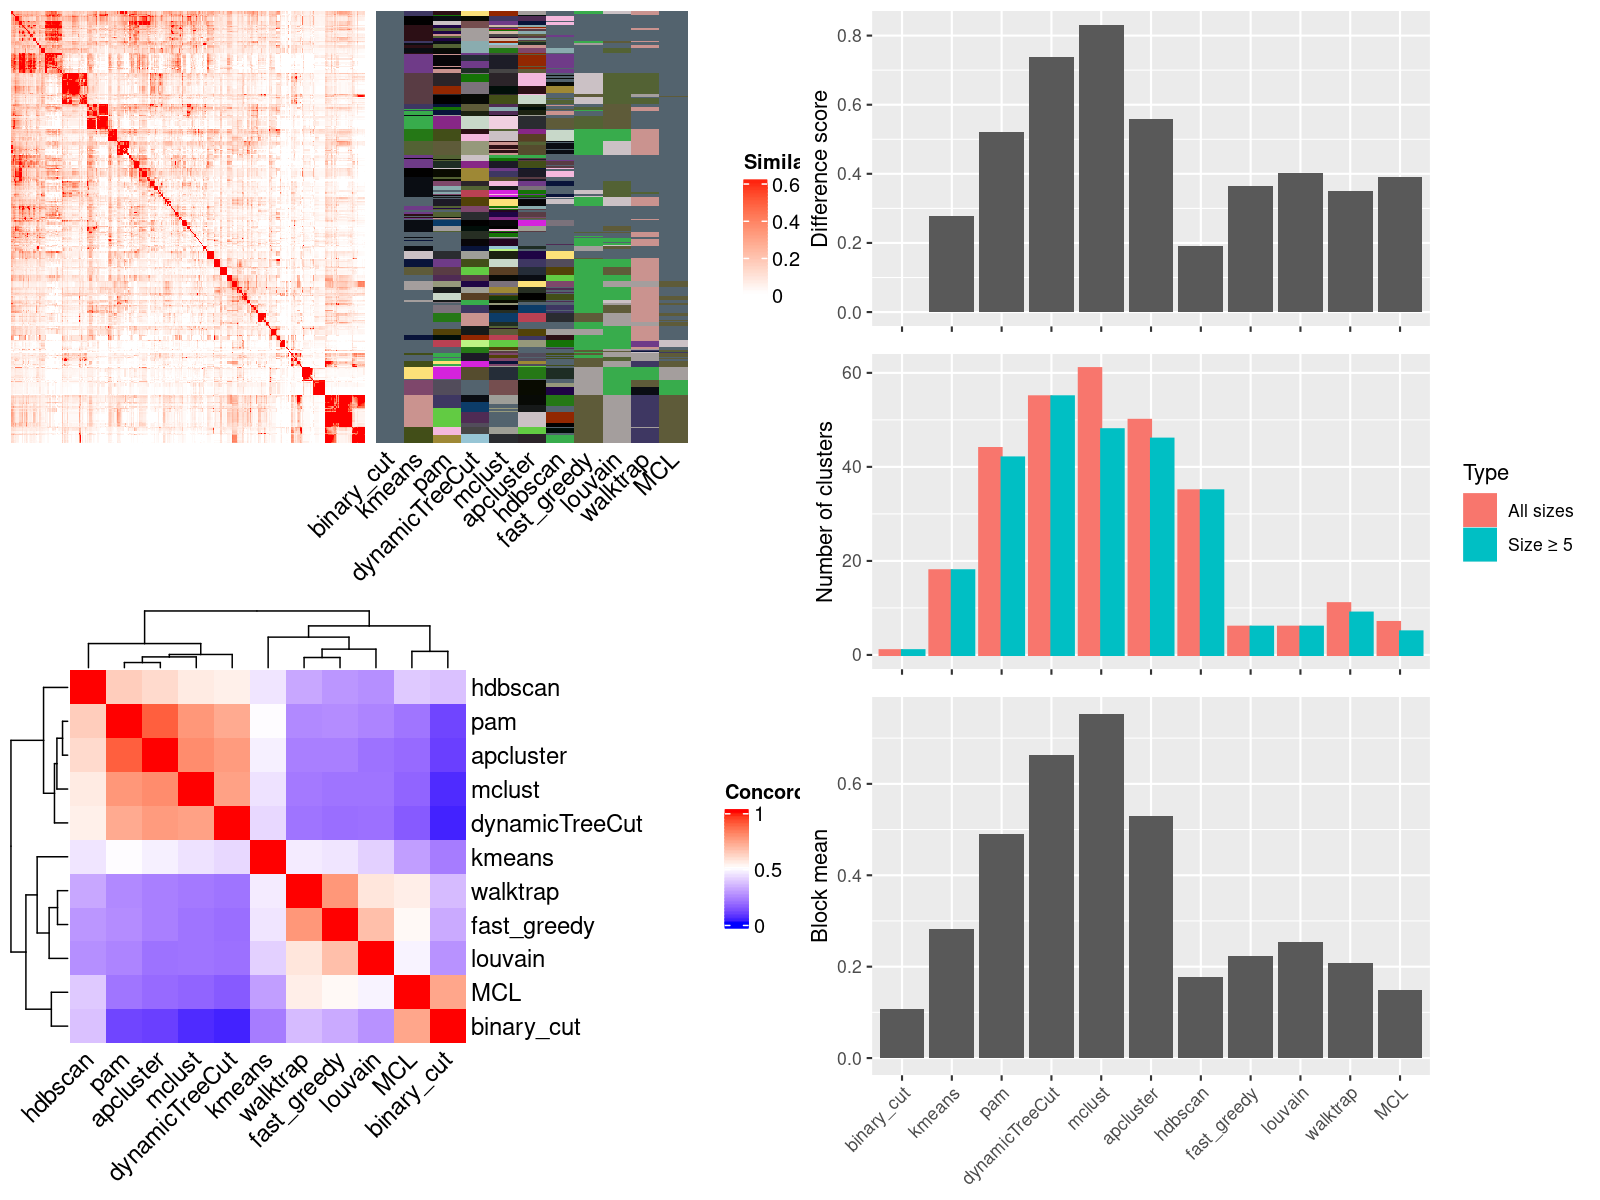 Simila
0.6
0.4
0.2
0
binary_cut
kmeans
pam
dynamicTreeCut
mclust
apcluster
hdbscan
fast_greedy
louvain
walktrap
MCL
hdbscan
pam
apcluster
mclust
dynamicTreeCut
kmeans
walktrap
fast_greedy
louvain
MCL
binary_cut
hdbscan
pam
apcluster
mclust
dynamicTreeCut
kmeans
walktrap
fast_greedy
louvain
MCL
binary_cut
Concord
1
0.5
0
Difference score
0.8
0.6
0.4
0.2
0.0
Number of clusters
60
40
20
0
Type
All sizes
Size ≥ 5
Block mean
0.6
0.4
0.2
0.0
binary_cut
kmeans
pam
dynamicTreeCut
mclust
apcluster
hdbscan
fast_greedy
louvain
walktrap
MCL